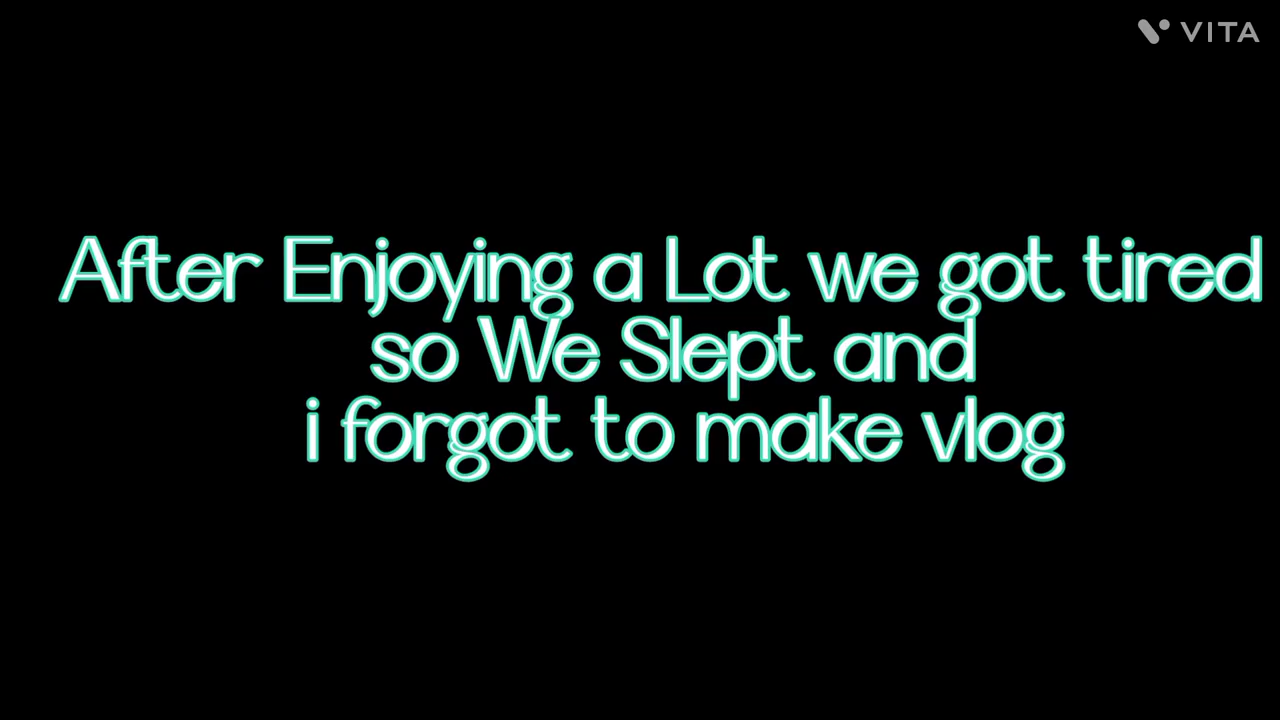 VITA
After Enjoying a Lot we got tired
so We Slept and
i forgot to make vlog